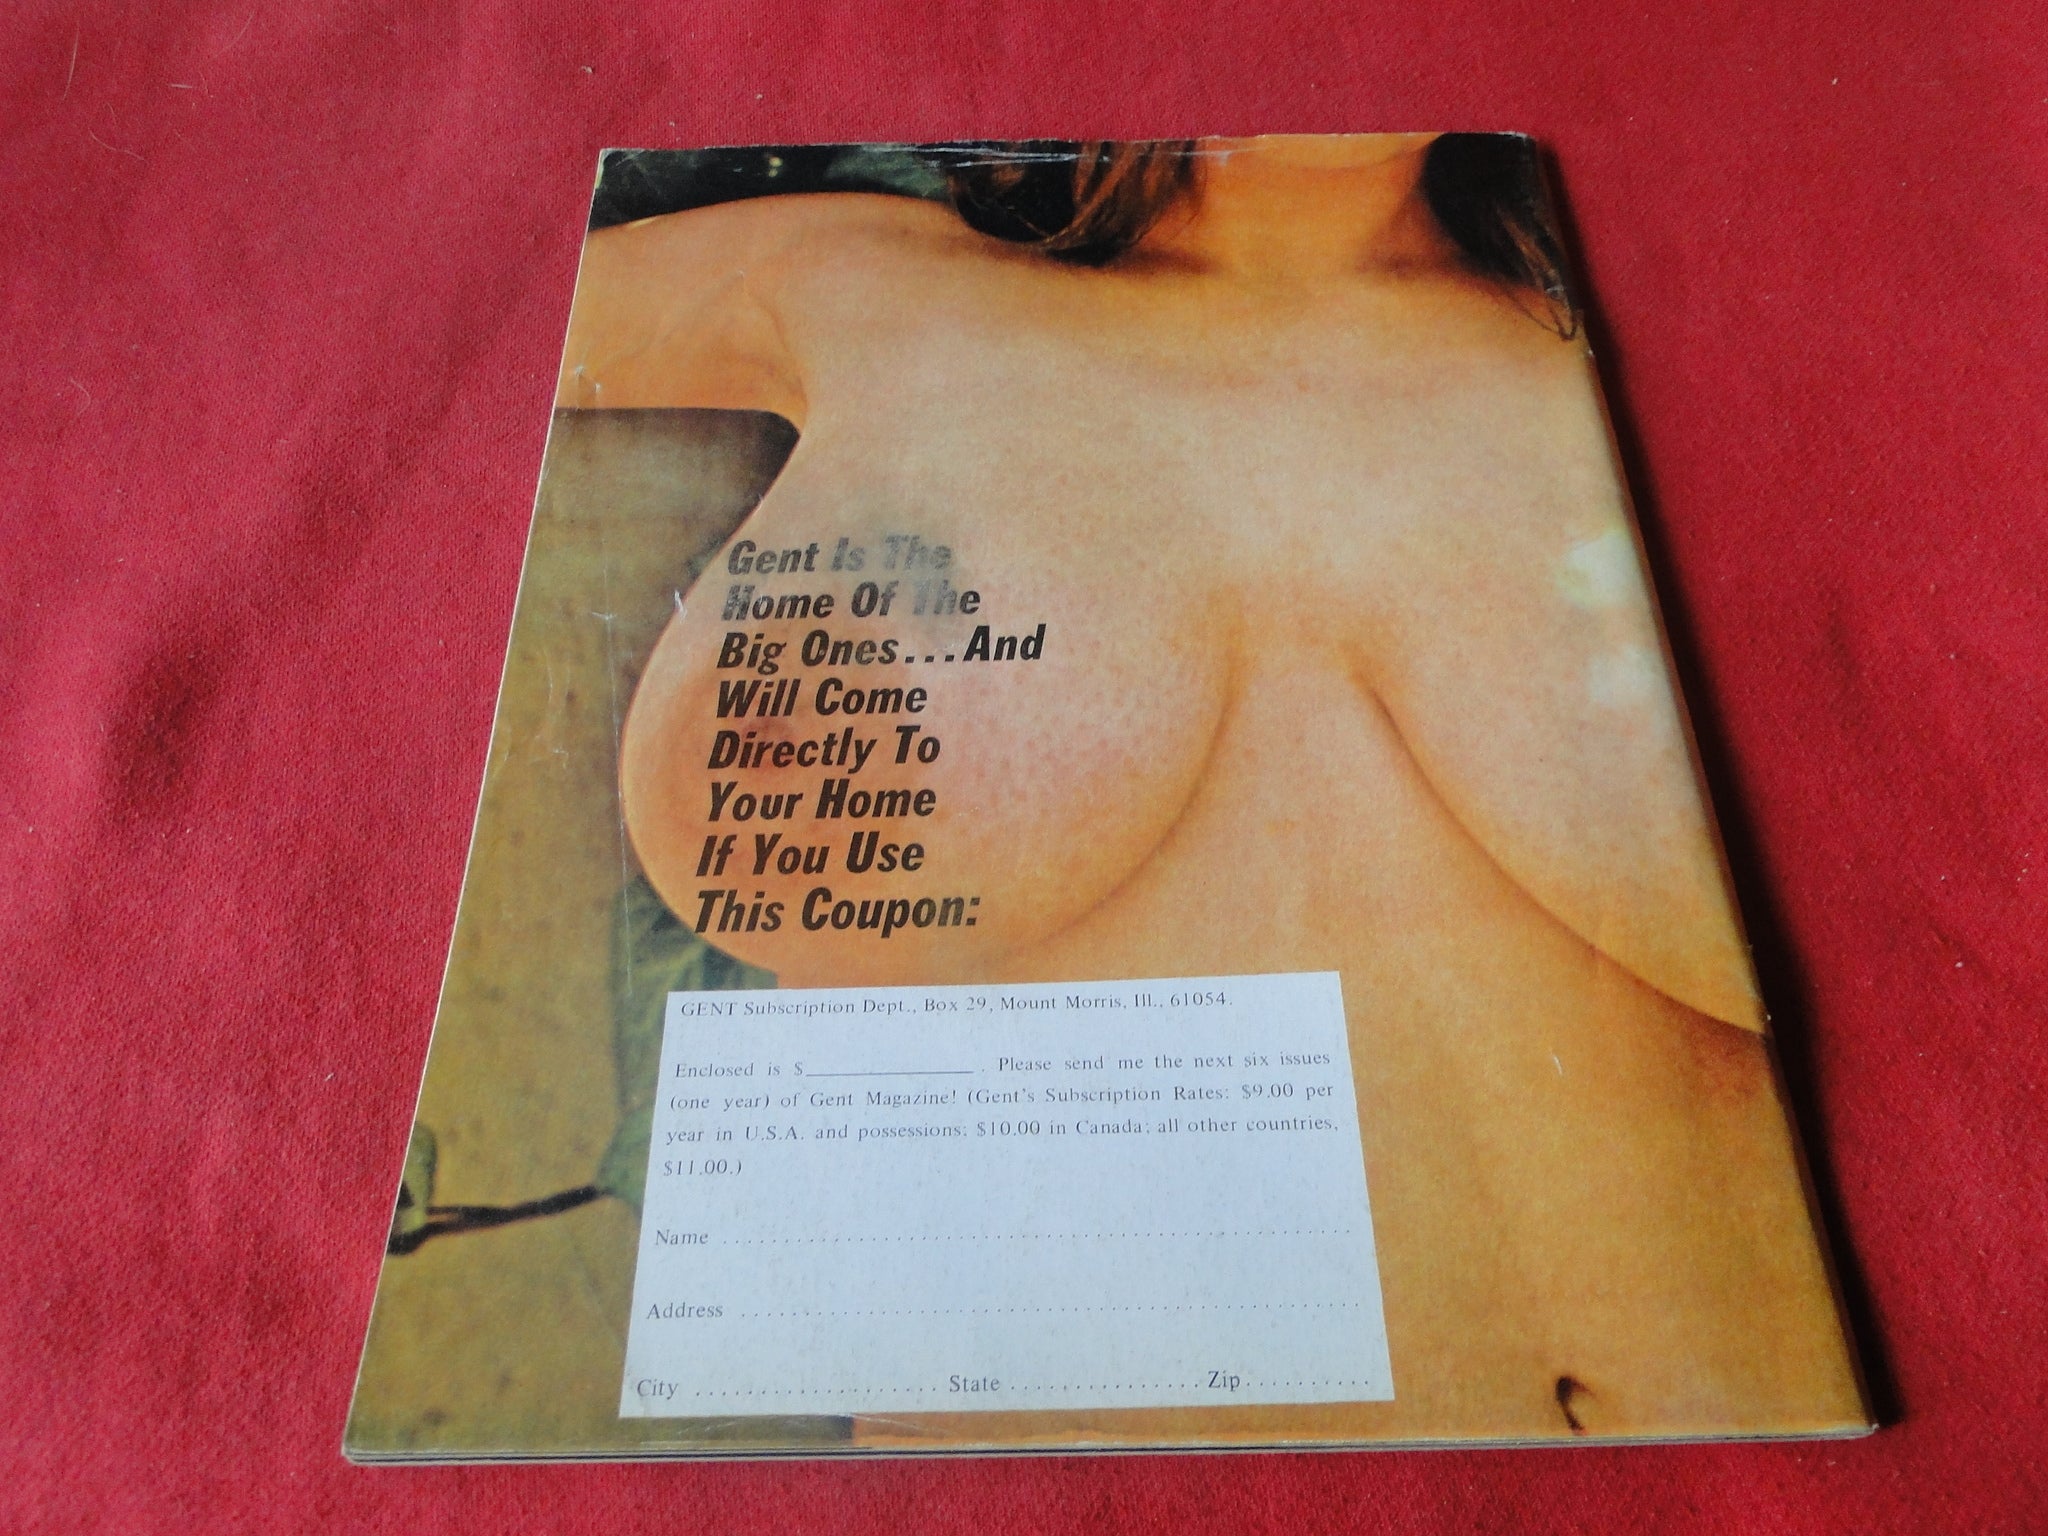 Gent Is The
Home Of The
Big Ones...And
Will Come
Directly To
Your Home
If You Use
This Coupon:
GENT Subscription Dept., Box 29, Mount Morris, Ill., 61054.
Enclosed is $____________. Please send me the next six issues
(one year) of Gent Magazine! (Gent's Subscription Rates: $9.00 per
year in U.S.A. and possessions; $10.00 in Canada; all other countries,
$11.00.)
Name ..................................................
Address ..................................................
City .................... State ................ Zip ..........